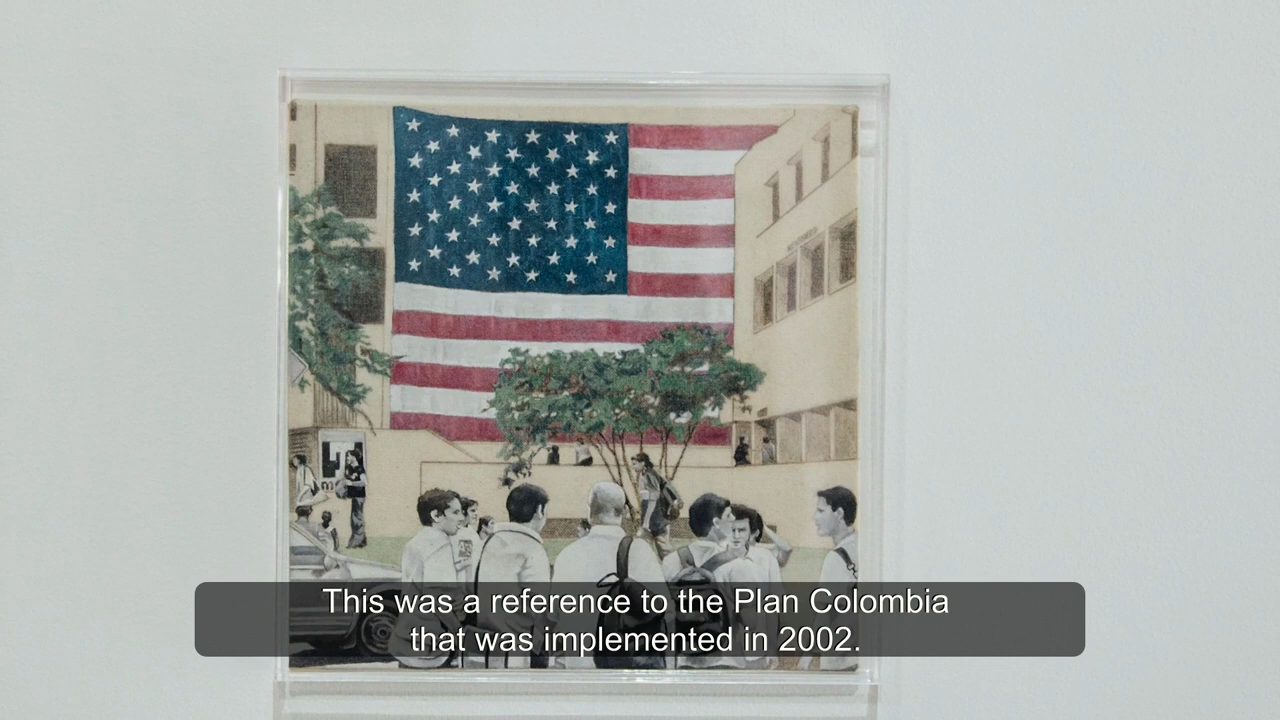 This was a reference to the Plan Colombia
that was implemented in 2002.